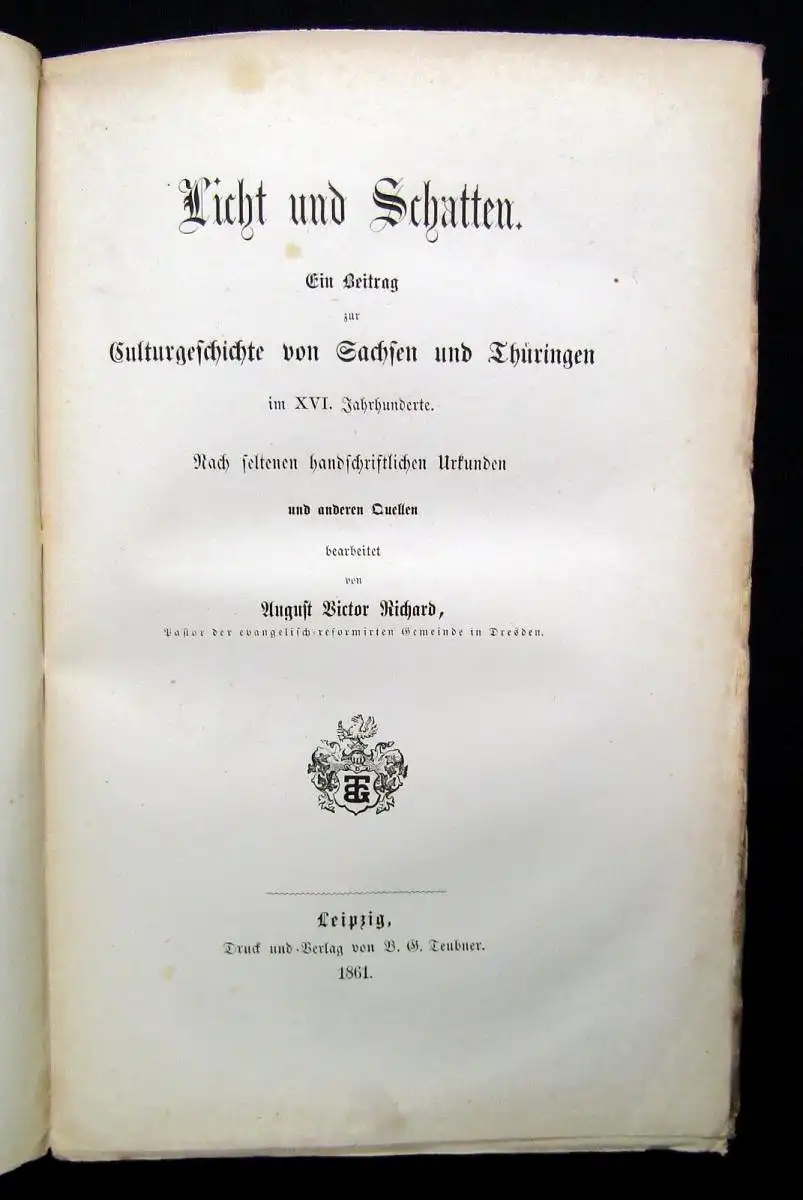 Licht und Schatten.
Ein Beitrag
zur
Culturgeschichte von Sachsen und Thüringen
im XVI. Jahrhunderte.
Nach seltenen handschriftlichen Urkunden
und anderen Quellen
bearbeitet
von
August Victor Richard,
Pastor der evangelisch-reformirten Gemeinde in Dresden.
BGT
Leipzig,
Druck und Verlag von B. G. Teubner.
1861.